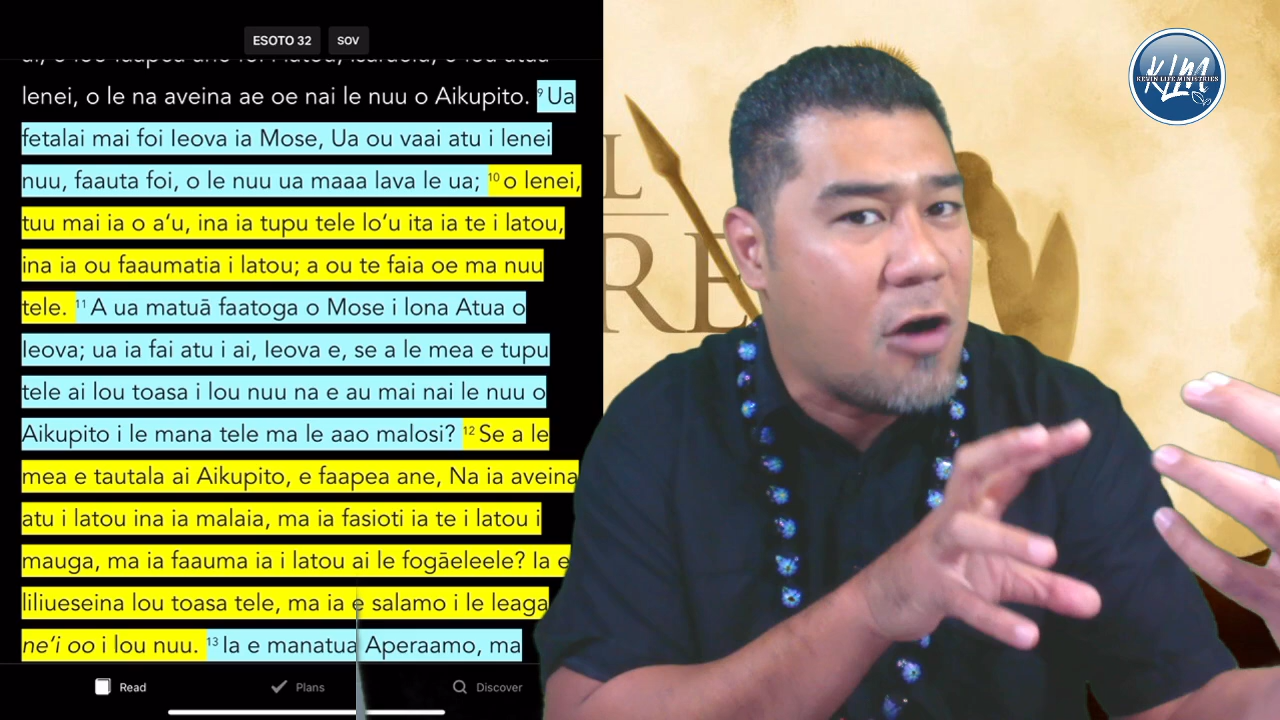 ESOTO 32 SOV
lenei, o le na aveina ae oe nai le nuu o Aikupito. 9 Ua
fetalai mai foi Ieova ia Mose, Ua ou vaai atu i lenei
nuu, faauta foi, o le nuu ua maaa lava le ua; 10 o lenei,
tuu mai ia o a‘u, ina ia tupu tele lo‘u ita ia te i latou,
ina ia ou faaumatia i latou; a ou te faia oe ma nuu
tele. 11 A ua matuā faatoga o Mose i lona Atua o
Ieova; ua ia fai atu i ai, Ieova e, se a le mea e tupu
tele ai lou toasa i lou nuu na e au mai nai le nuu o
Aikupito i le mana tele ma le aao malosi? 12 Se a le
mea e tautala ai Aikupito, e faapea ane, Na ia aveina
atu i latou ina ia malaia, ma ia fasioti ia te i latou i
mauga, ma ia faauma ia i latou ai le fogāeleele? Ia e
liliueseina lou toasa tele, ma ia e salamo i le leaga
ne‘i oo i lou nuu. 13 Ia e manatua Aperaamo, ma
Read Plans Discover
KLM
KEVIN LIFE MINISTRIES
L
RE